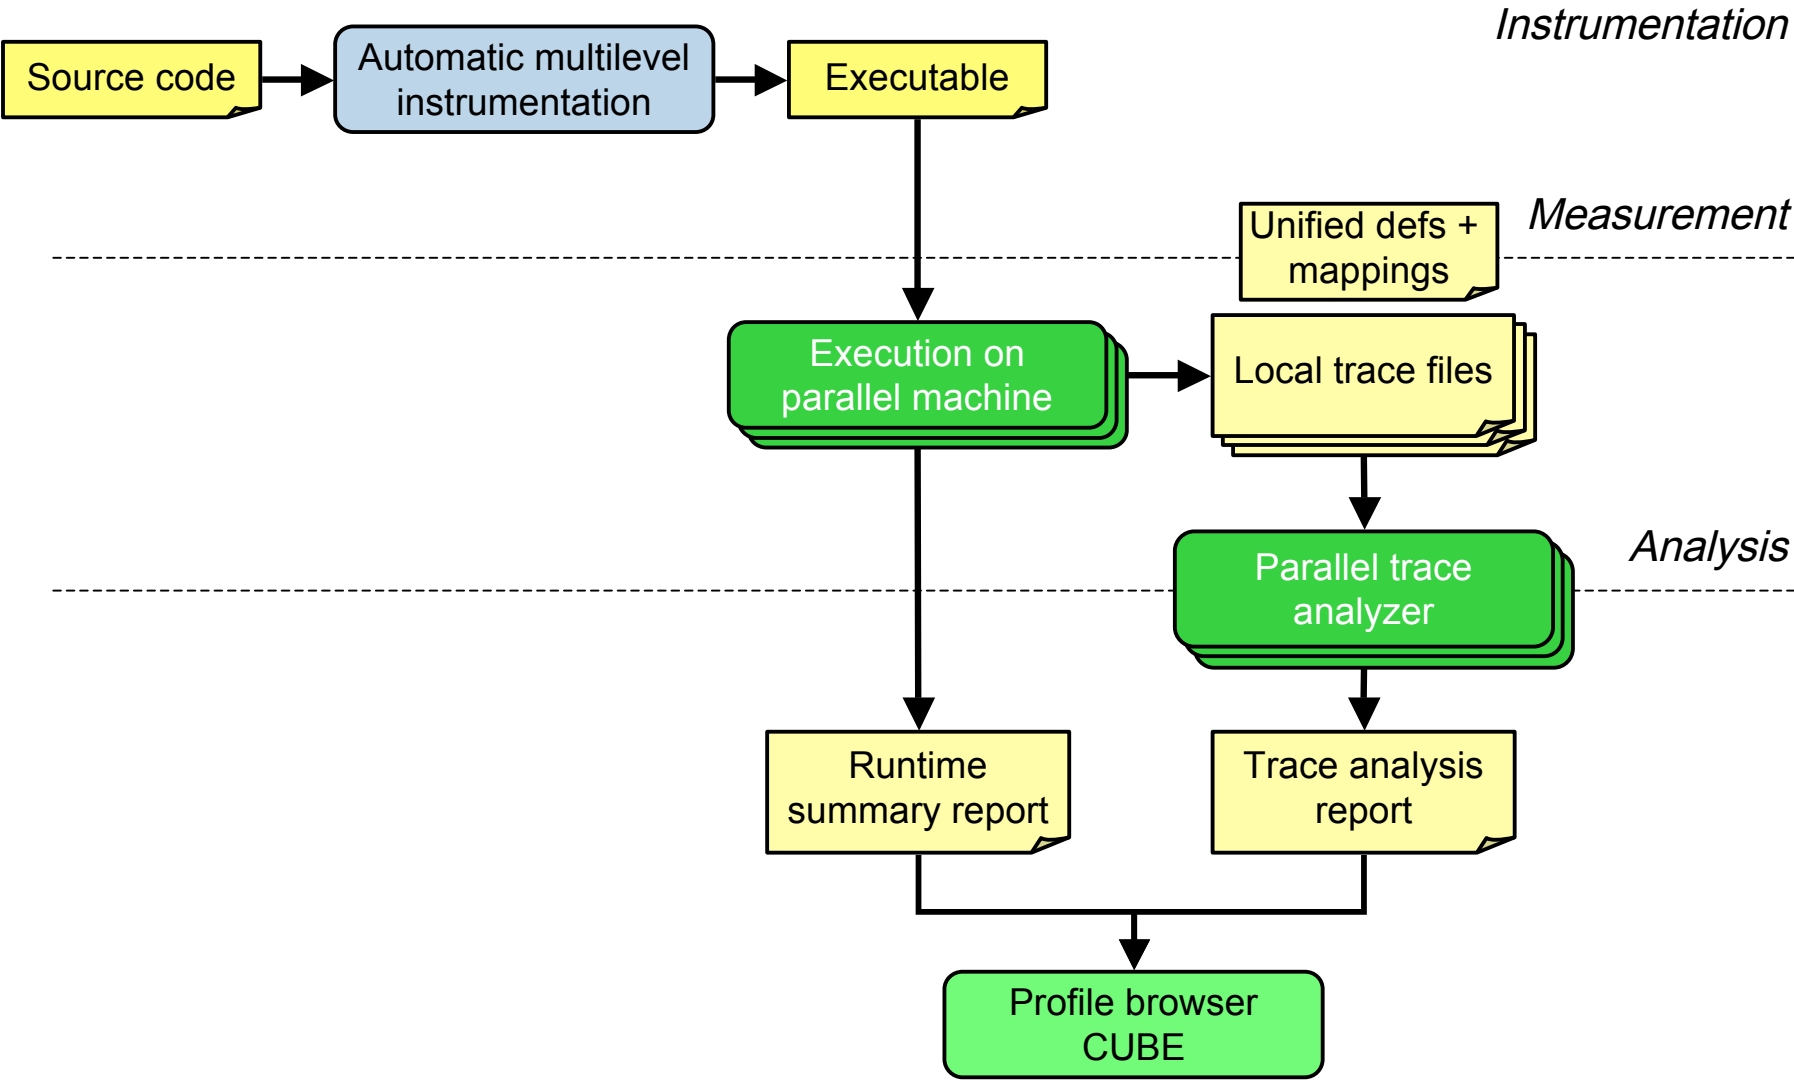 Instrumentation
Source code
Automatic multilevel
instrumentation
Executable
Measurement
Unified defs +
mappings
Execution on
parallel machine
Local trace files
Analysis
Parallel trace
analyzer
Runtime
summary report
Trace analysis
report
Profile browser
CUBE